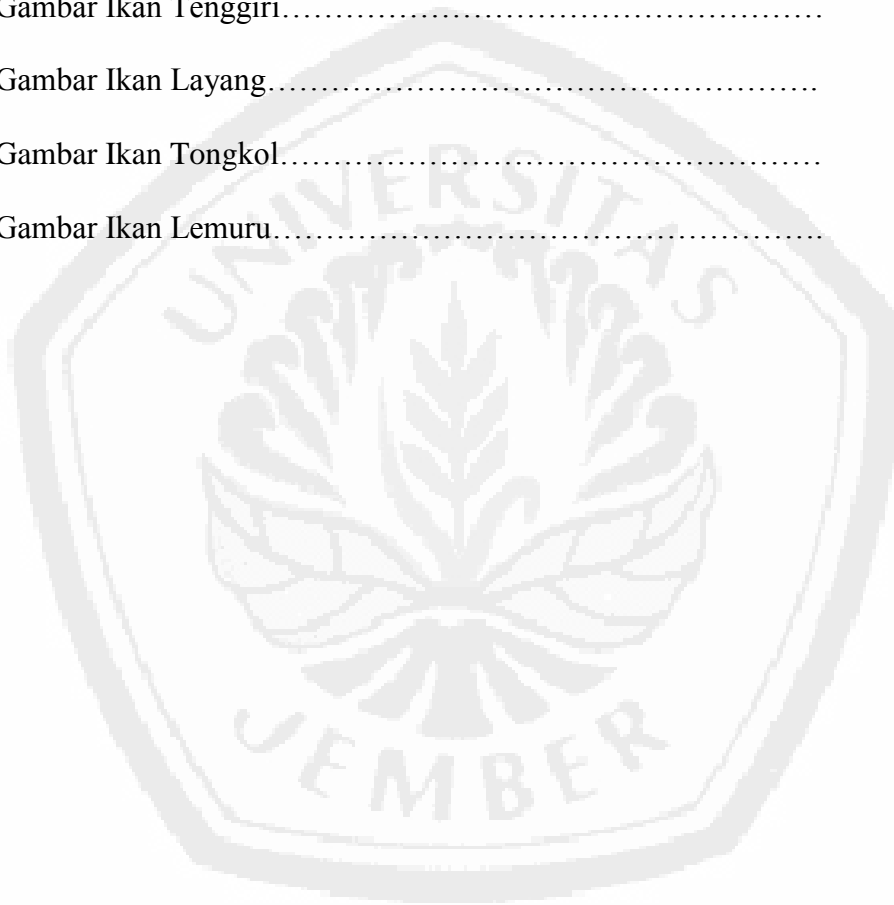 Gambar Ikan Tenggiri……………………………………………
Gambar Ikan Layang…………………………………………….
Gambar Ikan Tongkol……………………………………………
Gambar Ikan Lemuru…………………………………………….
UNIVERSITAS
JEMBER